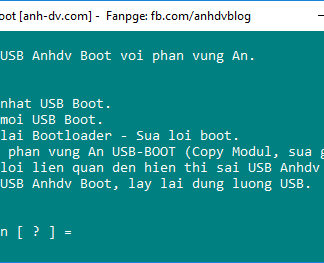 oot [anh-dv.com] - Fanpge: fb.com/anhdvblog
USB Anhdv Boot voi phan vung An.
nhat USB Boot.
moi USB Boot.
lai Bootloader - Sua loi boot.
phan vung An USB-BOOT (Copy Modul, sua g
loi lien quan den hien thi sai USB Anhdv
USB Anhdv Boot, lay lai dung luong USB.
n [ ? ] =